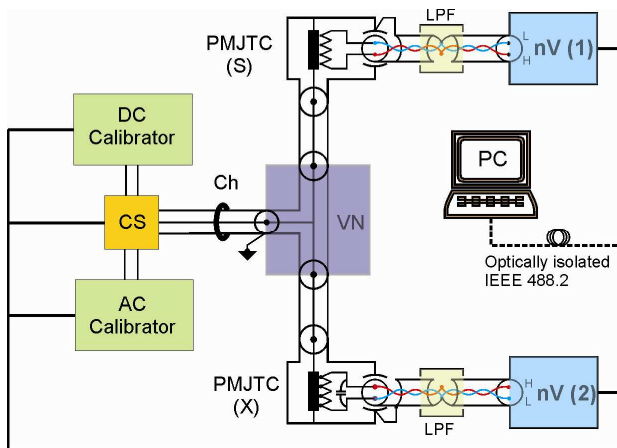 LPF
PMJTC
(S)
L
H
nV (1)
DC
Calibrator
PC
Ch
CS
VN
Optically isolated
IEEE 488.2
AC
Calibrator
PMJTC
(X)
H
L
nV (2)
LPF